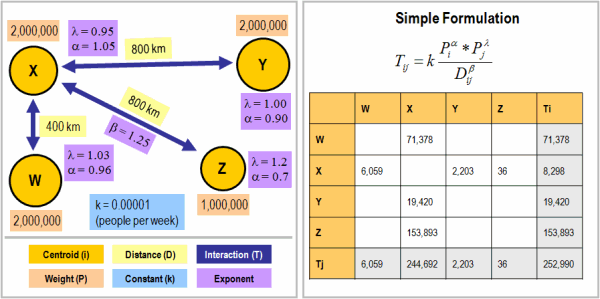 2,000,000
λ = 0.95
α = 1.05
800 km
2,000,000
X
Y
800 km
β = 1.25
λ = 1.00
α = 0.90
400 km
λ = 1.03
α = 0.96
λ = 1.2
α = 0.7
W
Z
k = 0.00001
(people per week)
2,000,000
1,000,000
Centroid (i)
Distance (D)
Interaction (T)
Weight (P)
Constant (k)
Exponent
Simple Formulation
T_ij = k P_i^α * P_j^λ / D_ij^β
W X Y Z Ti
W 71,378 71,378
X 6,059 2,203 36 8,298
Y 19,420 19,420
Z 153,893 153,893
Tj 6,059 244,692 2,203 36 252,990